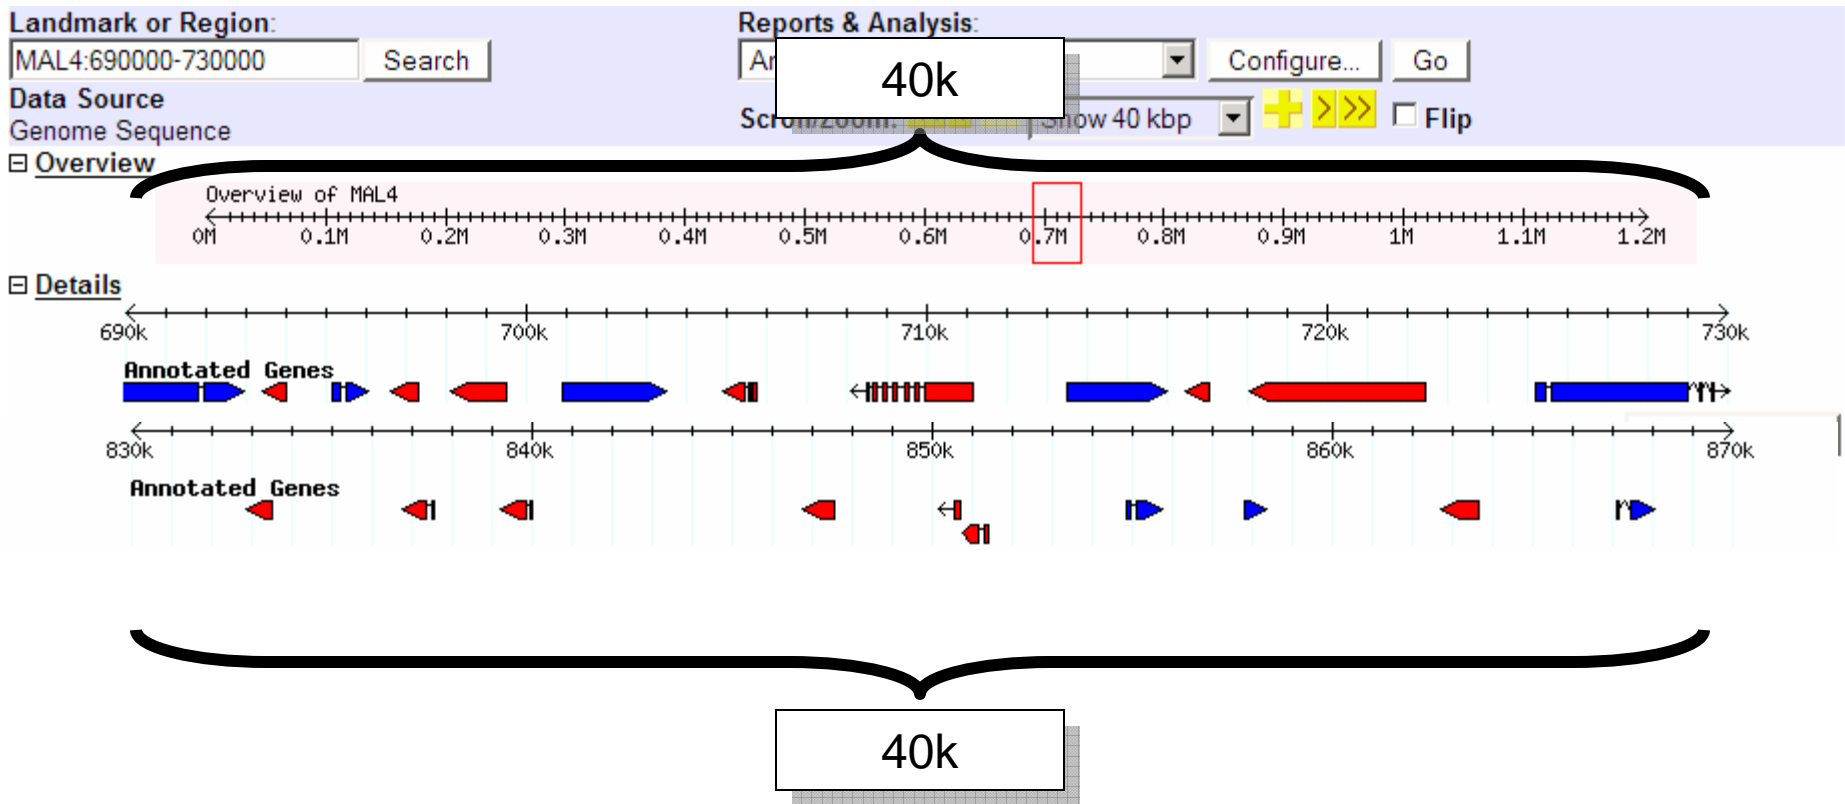 Landmark or Region:
MAL4:690000-730000 Search
Data Source
Genome Sequence
Reports & Analysis:
Configure... Go
40k
40 kbp Flip
Overview
Overview of MAL4
0M 0.1M 0.2M 0.3M 0.4M 0.5M 0.6M 0.7M 0.8M 0.9M 1M 1.1M 1.2M
Details
690k 700k 710k 720k 730k
Annotated Genes
830k 840k 850k 860k 870k
Annotated Genes
40k